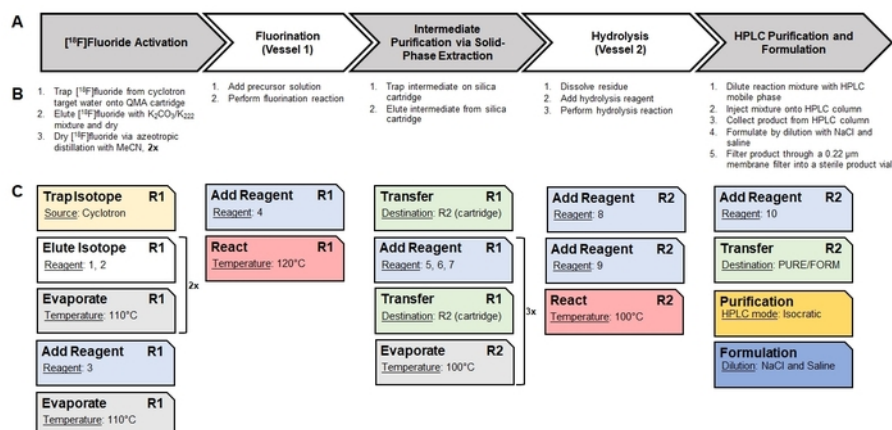 A
[¹⁸F]Fluoride Activation
Fluorination
(Vessel 1)
Intermediate
Purification via Solid-
Phase Extraction
Hydrolysis
(Vessel 2)
HPLC Purification and
Formulation
B
1. Trap [¹⁸F]fluoride from cyclotron
target water onto QMA cartridge
2. Elute [¹⁸F]fluoride with K₂CO₃/K₂₂₂
mixture and dry
3. Dry [¹⁸F]fluoride via azeotropic
distillation with MeCN, 2x
1. Add precursor solution
2. Perform fluorination reaction
1. Trap intermediate on silica
cartridge
2. Elute intermediate from silica
cartridge
1. Dissolve residue
2. Add hydrolysis reagent
3. Perform hydrolysis reaction
1. Dilute reaction mixture with HPLC
mobile phase
2. Inject mixture onto HPLC column
3. Collect product from HPLC column
4. Formulate by dilution with NaCl and
saline
5. Filter product through a 0.22 µm
membrane filter into a sterile product vial
C
Trap Isotope R1
Source: Cyclotron
Elute Isotope R1
Reagent: 1, 2
Evaporate R1
Temperature: 110°C
2x
Add Reagent R1
Reagent: 3
Evaporate R1
Temperature: 110°C
Add Reagent R1
Reagent: 4
React R1
Temperature: 120°C
Transfer R1
Destination: R2 (cartridge)
Add Reagent R1
Reagent: 5, 6, 7
Transfer R1
Destination: R2 (cartridge)
Evaporate R2
Temperature: 100°C
3x
Add Reagent R2
Reagent: 8
Add Reagent R2
Reagent: 9
React R2
Temperature: 100°C
Add Reagent R2
Reagent: 10
Transfer R2
Destination: PURE/FORM
Purification
HPLC mode: Isocratic
Formulation
Dilution: NaCl and Saline